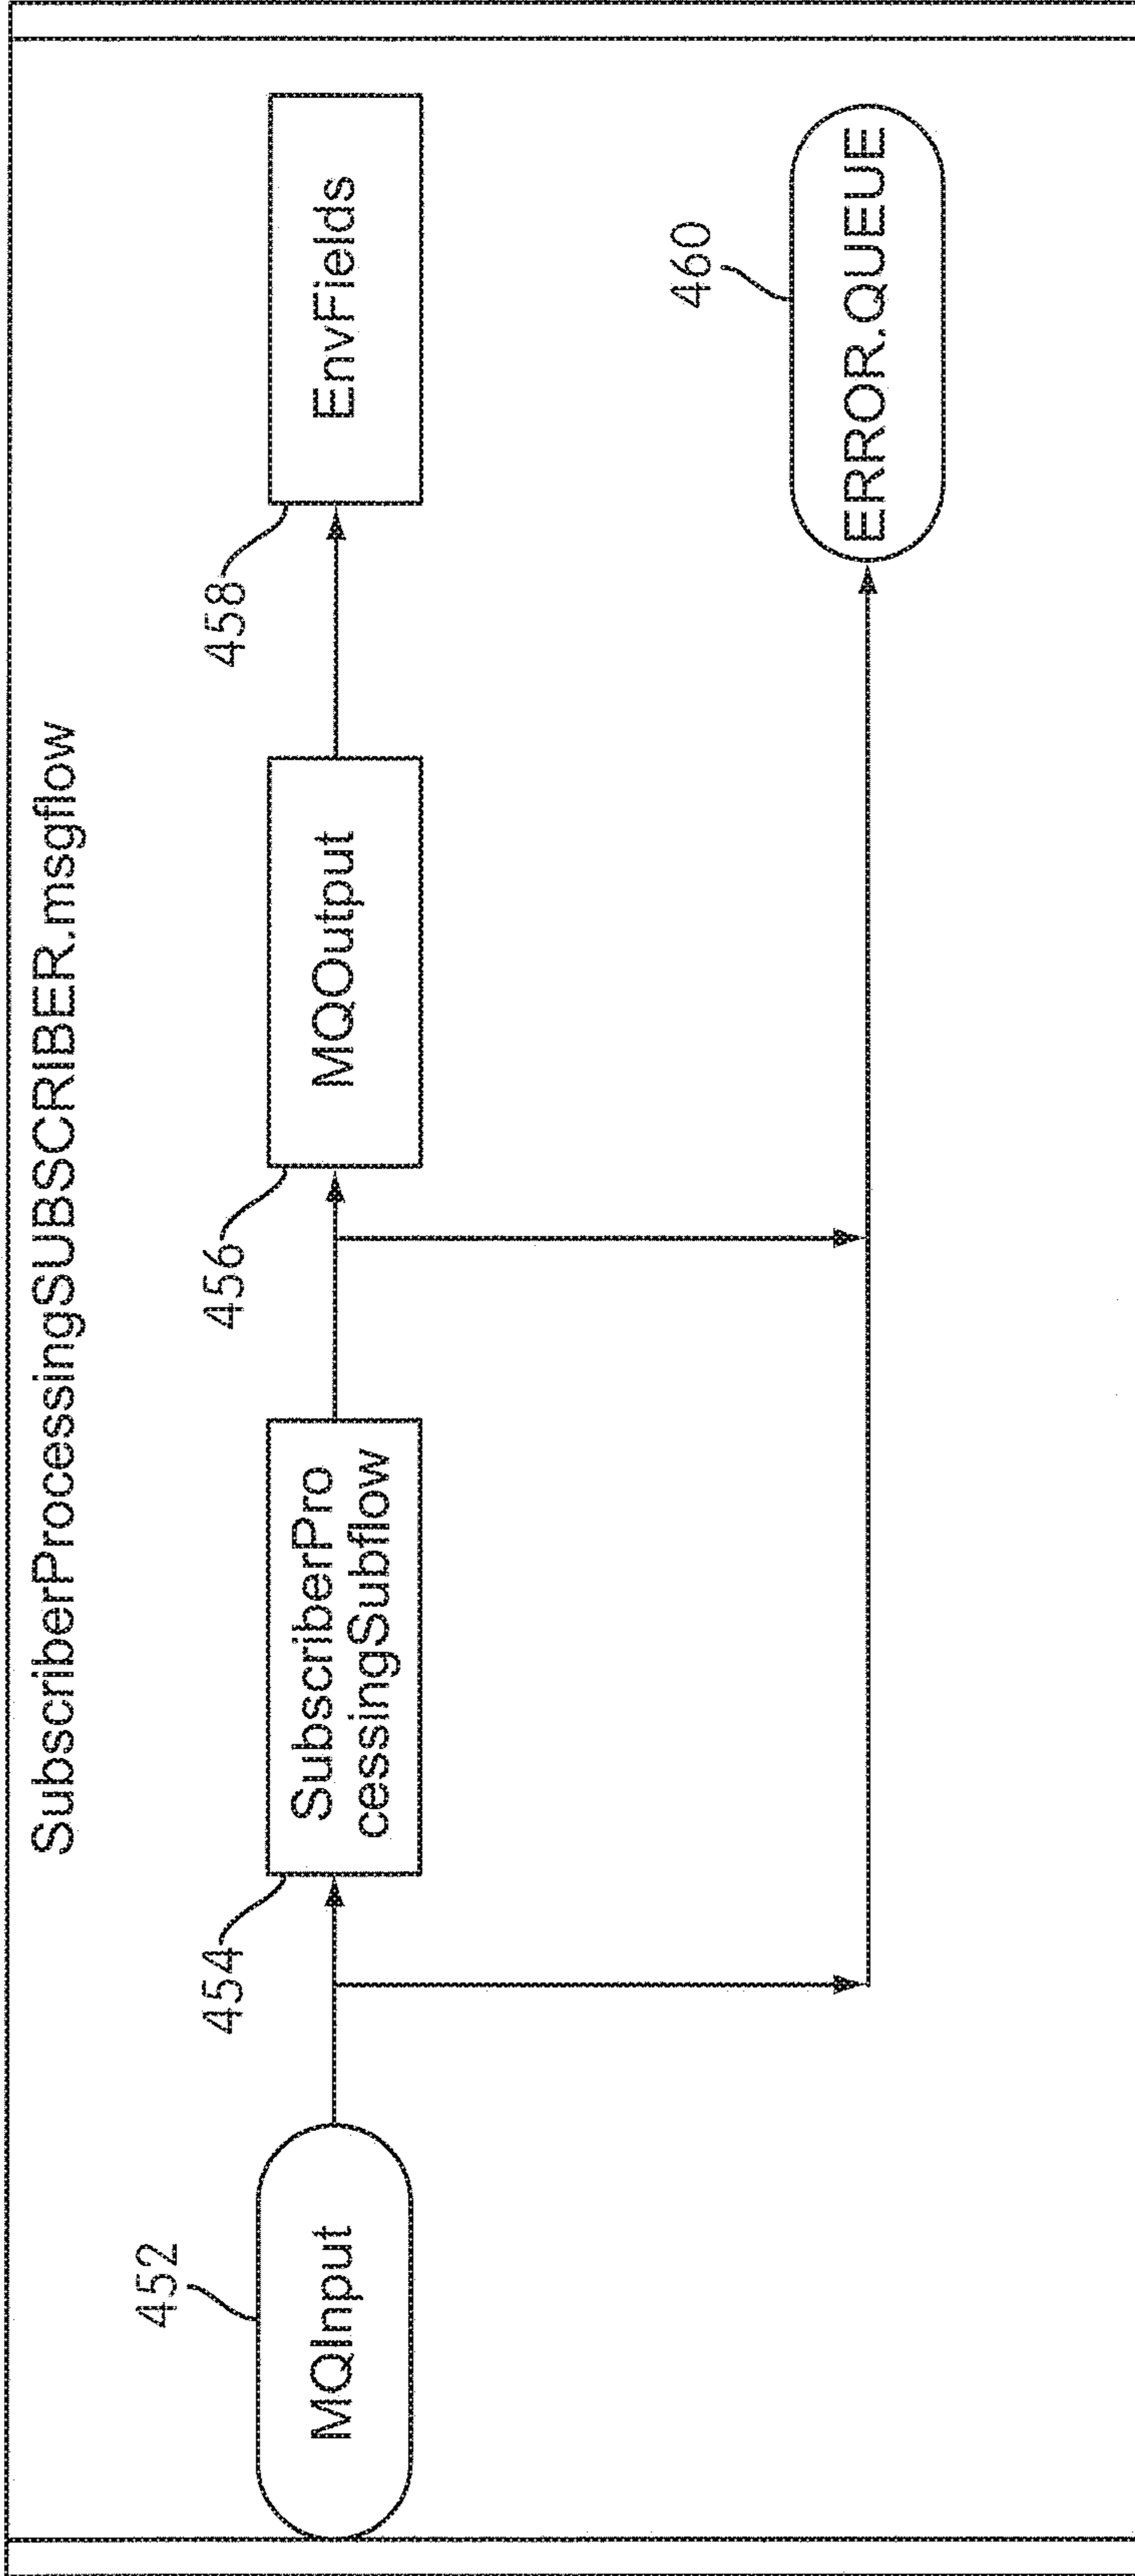 SubscriberProcessingSUBSCRIBER.msgflow
452
454
456
458
MQInput
SubscriberPro
cessingSubflow
MQOutput
EnvFields
460
ERROR.QUEUE